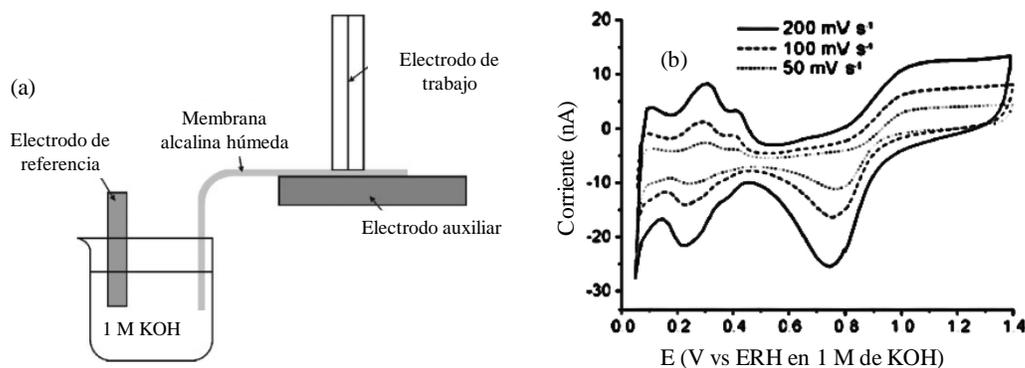 (a)
Electrodo de
trabajo
Membrana
alcalina húmeda
Electrodo de
referencia
Electrodo auxiliar
1 M KOH
(b)
200 mV s⁻¹
100 mV s⁻¹
50 mV s⁻¹
Corriente (nA)
20
10
0
-10
-20
-30
0.0 0.2 0.4 0.6 0.8 1.0 1.2 1.4
E (V vs ERH en 1 M de KOH)